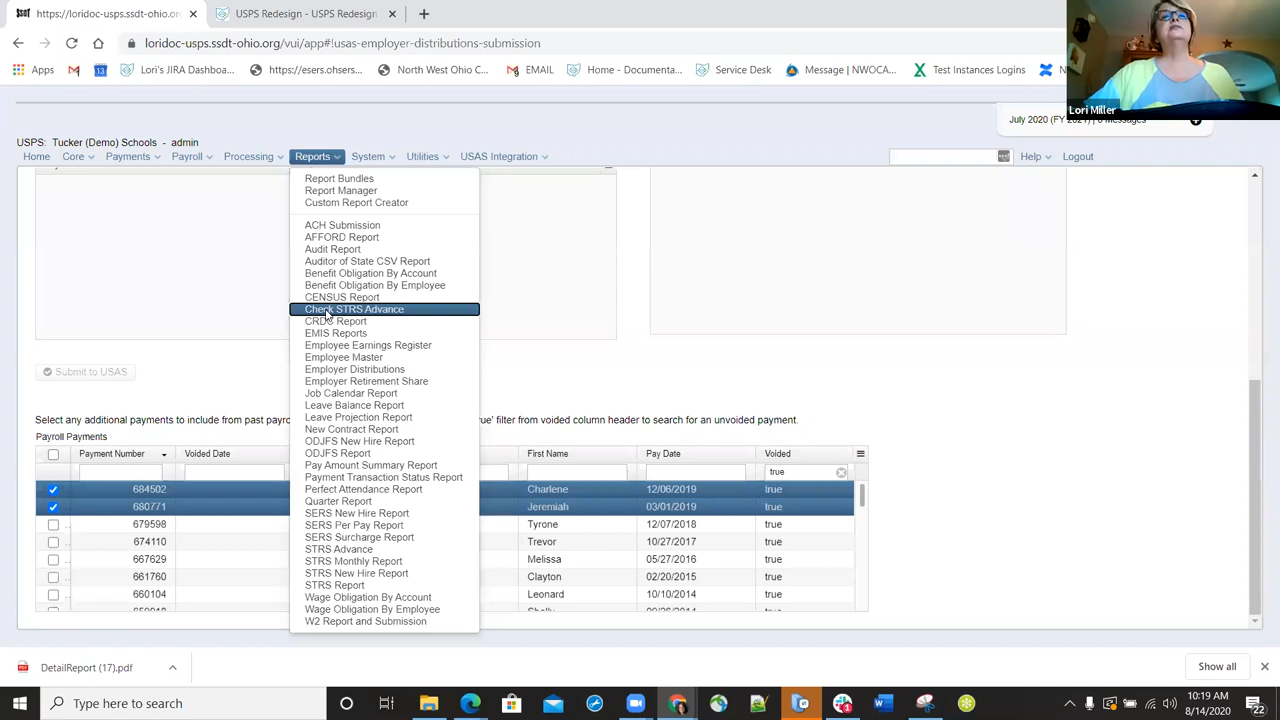 https://loridoc-usps.ssdt-ohio.org/
USPS Redesign - USPS Redesign
loridoc-usps.ssdt-ohio.org/vui/app#!usas-employer-distributions-submission
Apps
Lori's JIRA Dashboa...
https://esers.ohsers...
North West Ohio C...
EMAIL
Home - Documenta...
Service Desk
Message | NWOCA...
Test Instances Logins
Lori Miller
July 2020 (FY 2021) | 0 Messages
USPS: Tucker (Demo) Schools - admin
Home Core Payments Payroll Processing Reports System Utilities USAS Integration Help Logout
Report Bundles
Report Manager
Custom Report Creator
ACH Submission
AFFORD Report
Audit Report
Auditor of State CSV Report
Benefit Obligation By Account
Benefit Obligation By Employee
CENSUS Report
Check STRS Advance
CRDC Report
EMIS Reports
Employee Earnings Register
Employee Master
Employer Distributions
Employer Retirement Share
Job Calendar Report
Leave Balance Report
Leave Projection Report
New Contract Report
ODJFS New Hire Report
ODJFS Report
Pay Amount Summary Report
Payment Transaction Status Report
Perfect Attendance Report
Quarter Report
SERS New Hire Report
SERS Per Pay Report
SERS Surcharge Report
STRS Advance
STRS Monthly Report
STRS New Hire Report
STRS Report
Wage Obligation By Account
Wage Obligation By Employee
W2 Report and Submission
Submit to USAS
Select any additional payments to include from past payro
rue' filter from voided column header to search for an unvoided payment.
Payroll Payments
Payment Number Voided Date First Name Pay Date Voided
true
684502 Charlene 12/06/2019 true
680771 Jeremiah 03/01/2019 true
679598 Tyrone 12/07/2018 true
674110 Trevor 10/27/2017 true
667629 Melissa 05/27/2016 true
661760 Clayton 02/20/2015 true
660104 Leonard 10/10/2014 true
DetailReport (17).pdf
Show all
Type here to search
10:19 AM
8/14/2020
22